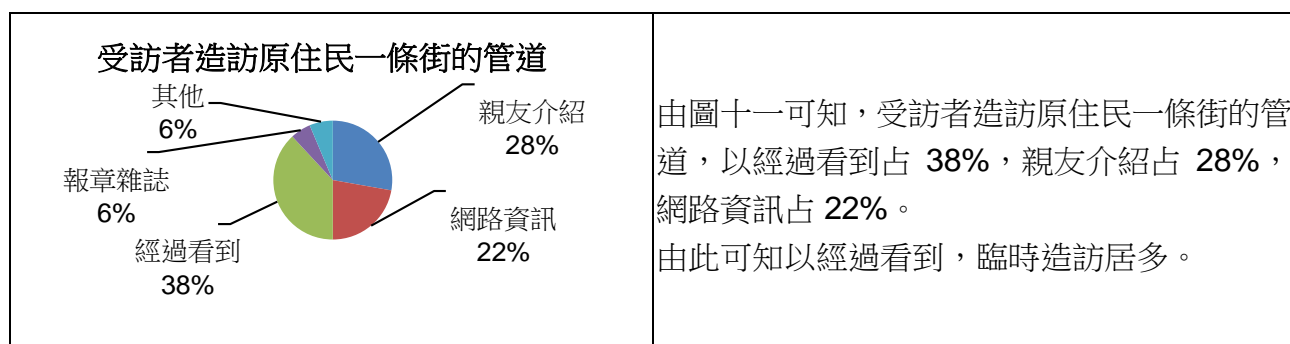 受訪者造訪原住民一條街的管道
其他
6%
親友介紹
28%
報章雜誌
6%
網路資訊
22%
經過看到
38%
由圖十一可知，受訪者造訪原住民一條街的管
道，以經過看到占 38%，親友介紹占 28%，
網路資訊占 22%。
由此可知以經過看到，臨時造訪居多。